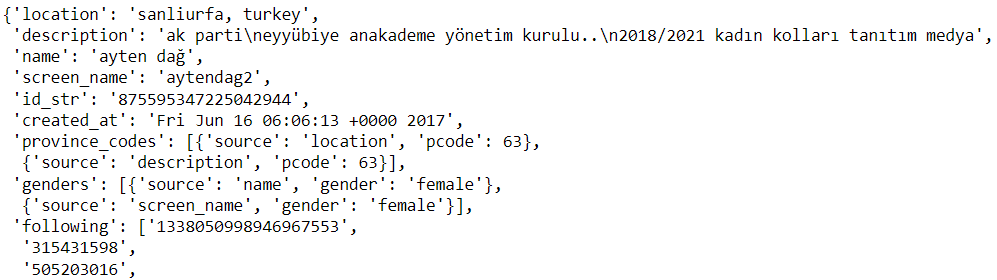 {'location': 'sanliurfa, turkey',
'description': 'ak parti\neyyübiye anakademe yönetim kurulu..\n2018/2021 kadın kolları tanıtım medya',
'name': 'ayten dağ',
'screen_name': 'aytendag2',
'id_str': '875595347225042944',
'created_at': 'Fri Jun 16 06:06:13 +0000 2017',
'province_codes': [{'source': 'location', 'pcode': 63},
{'source': 'description', 'pcode': 63}],
'genders': [{'source': 'name', 'gender': 'female'},
{'source': 'screen_name', 'gender': 'female'}],
'following': ['1338050998946967553',
'315431598',
'505203016',